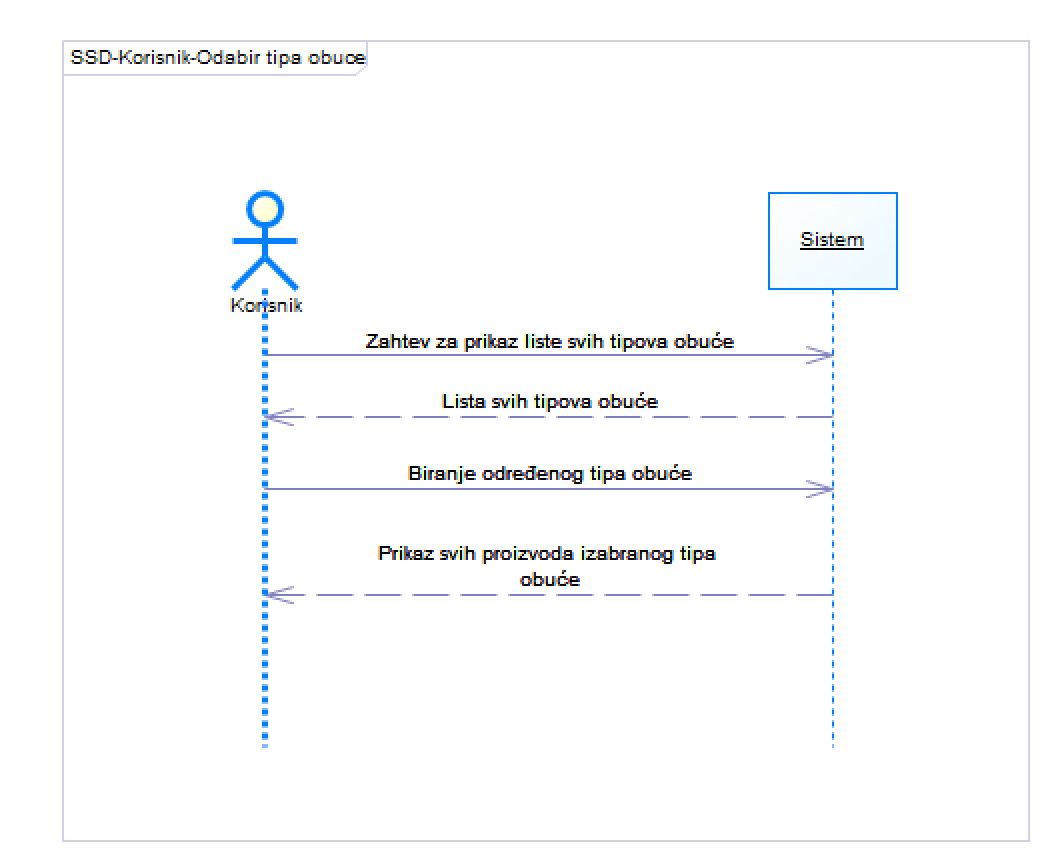 SSD-Korisnik-Odabir tipa obuce
Sistem
Korisnik
Zahtev za prikaz liste svih tipova obuće
Lista svih tipova obuće
Biranje određenog tipa obuće
Prikaz svih proizvoda izabranog tipa
obuće